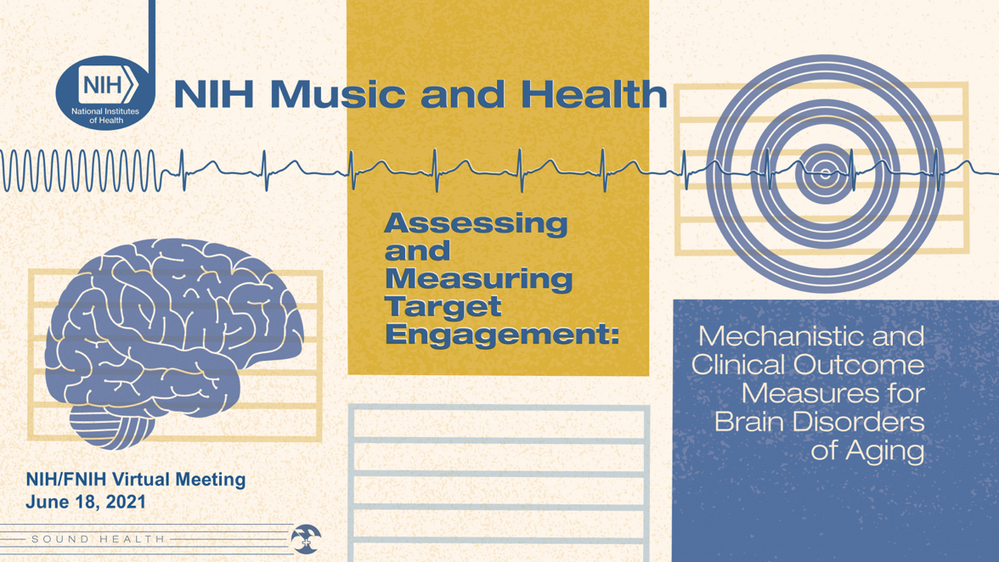 NIH
National Institutes
of Health
NIH Music and Health
Assessing
and
Measuring
Target
Engagement:
Mechanistic and
Clinical Outcome
Measures for
Brain Disorders
of Aging
NIH/FNIH Virtual Meeting
June 18, 2021
SOUND HEALTH